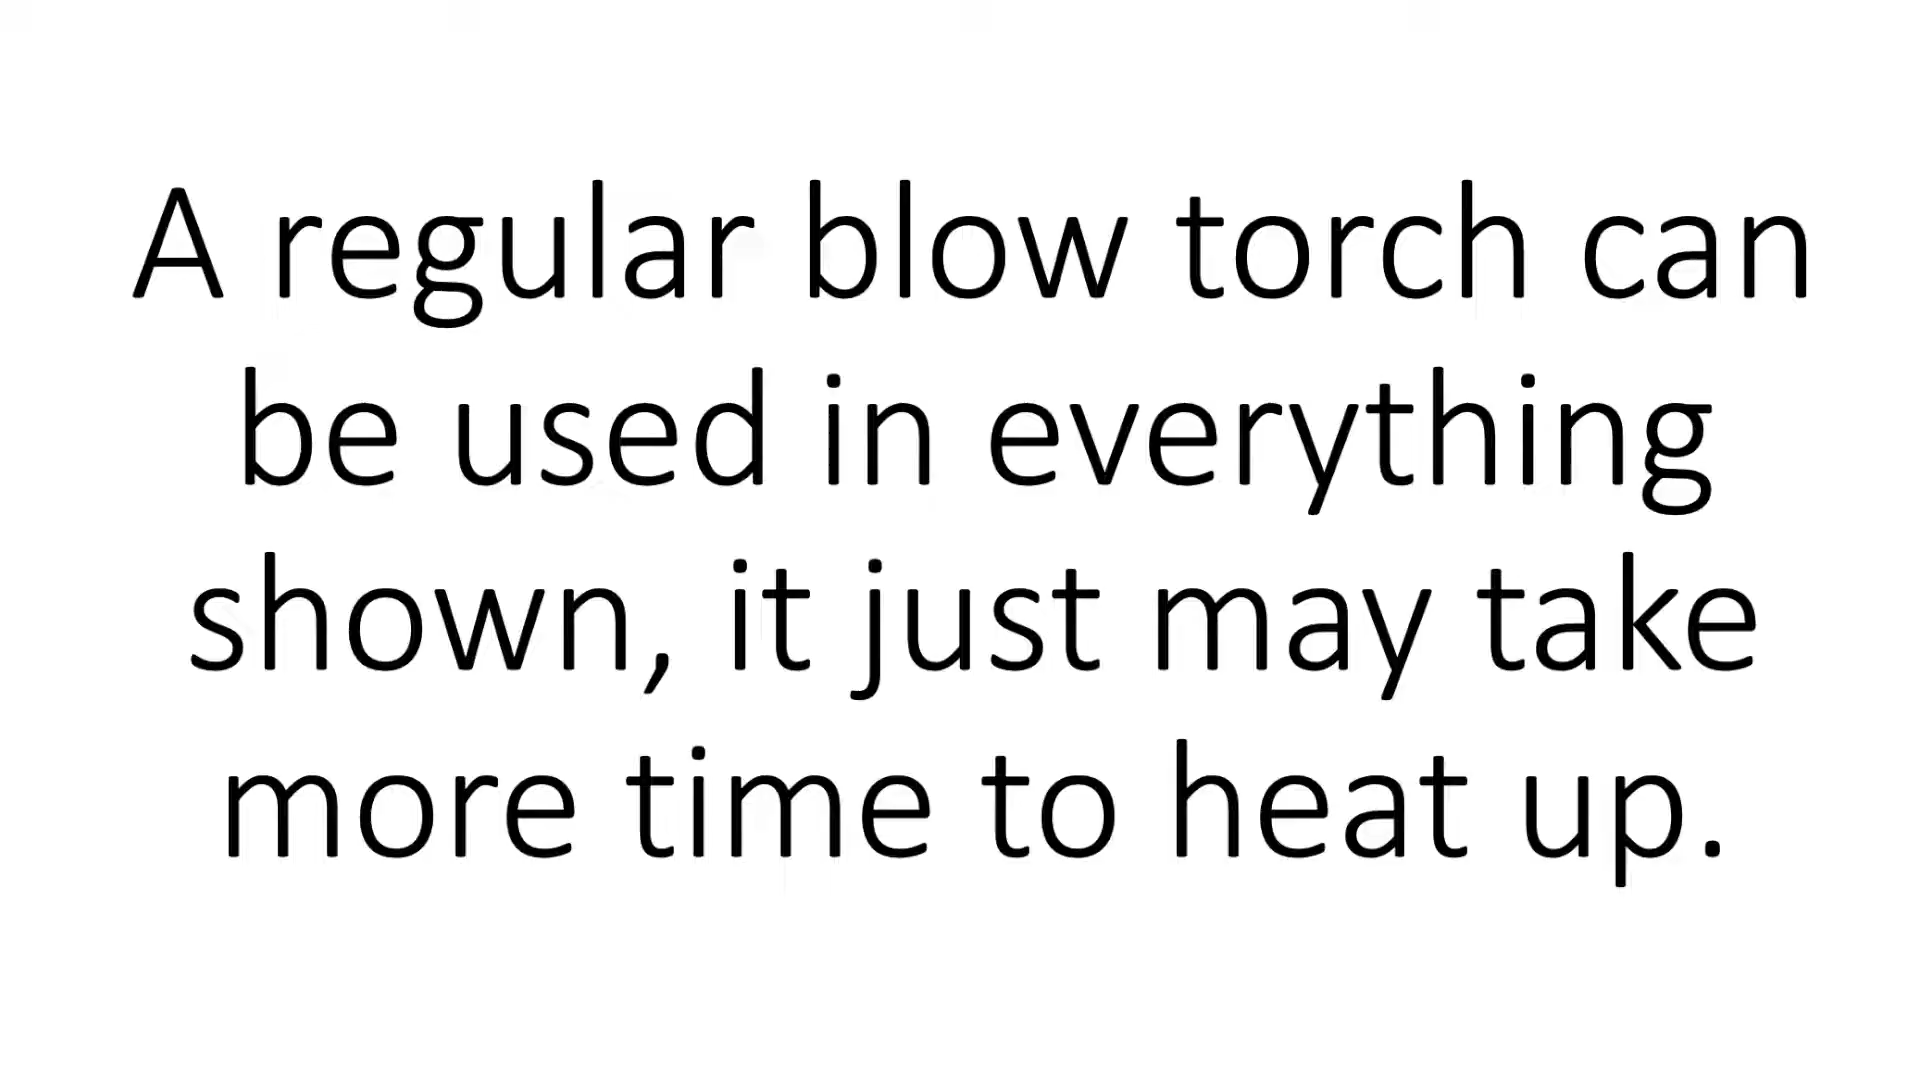 A regular blow torch can
be used in everything
shown, it just may take
more time to heat up.